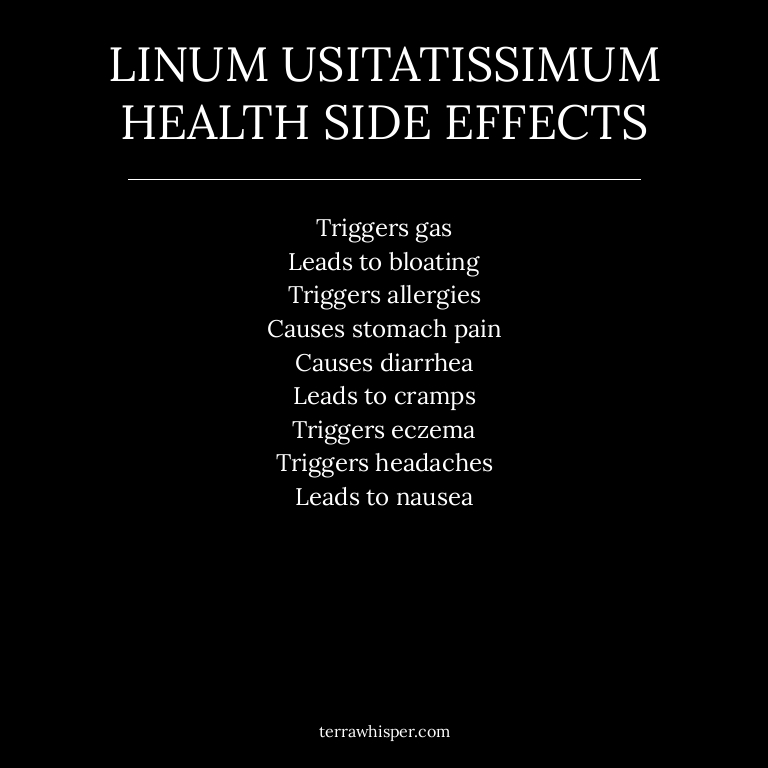 LINUM USITATISSIMUM
HEALTH SIDE EFFECTS
Triggers gas
Leads to bloating
Triggers allergies
Causes stomach pain
Causes diarrhea
Leads to cramps
Triggers eczema
Triggers headaches
Leads to nausea
terrawhisper.com